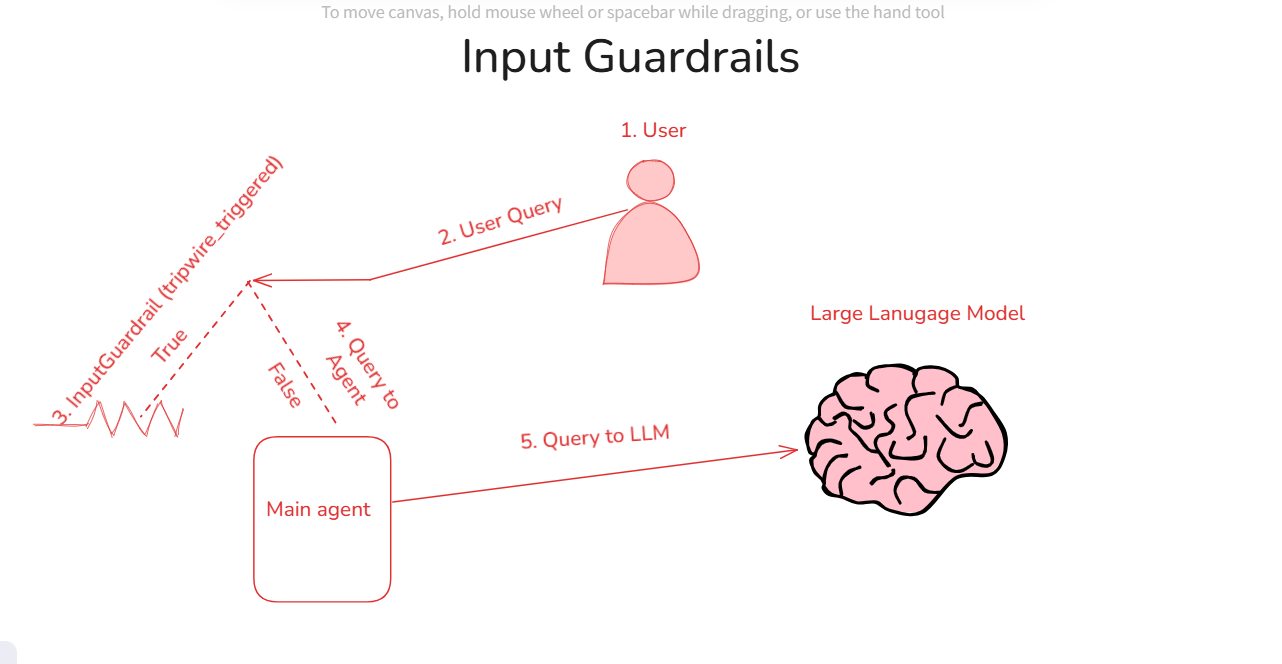 To move canvas, hold mouse wheel or spacebar while dragging, or use the hand tool
Input Guardrails
1. User
2. User Query
3. InputGuardrail (tripwire_triggered)
True
False
4. Query to
Agent
Large Lanugage Model
5. Query to LLM
Main agent